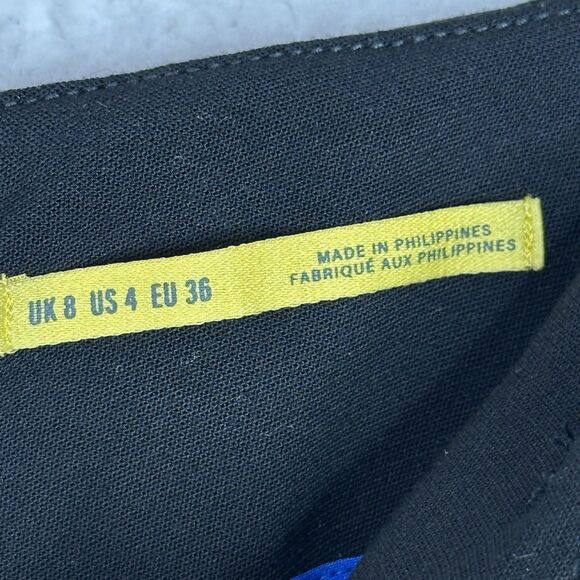 UK 8 US 4 EU 36
MADE IN PHILIPPINES
FABRIQUÉ AUX PHILIPPINES